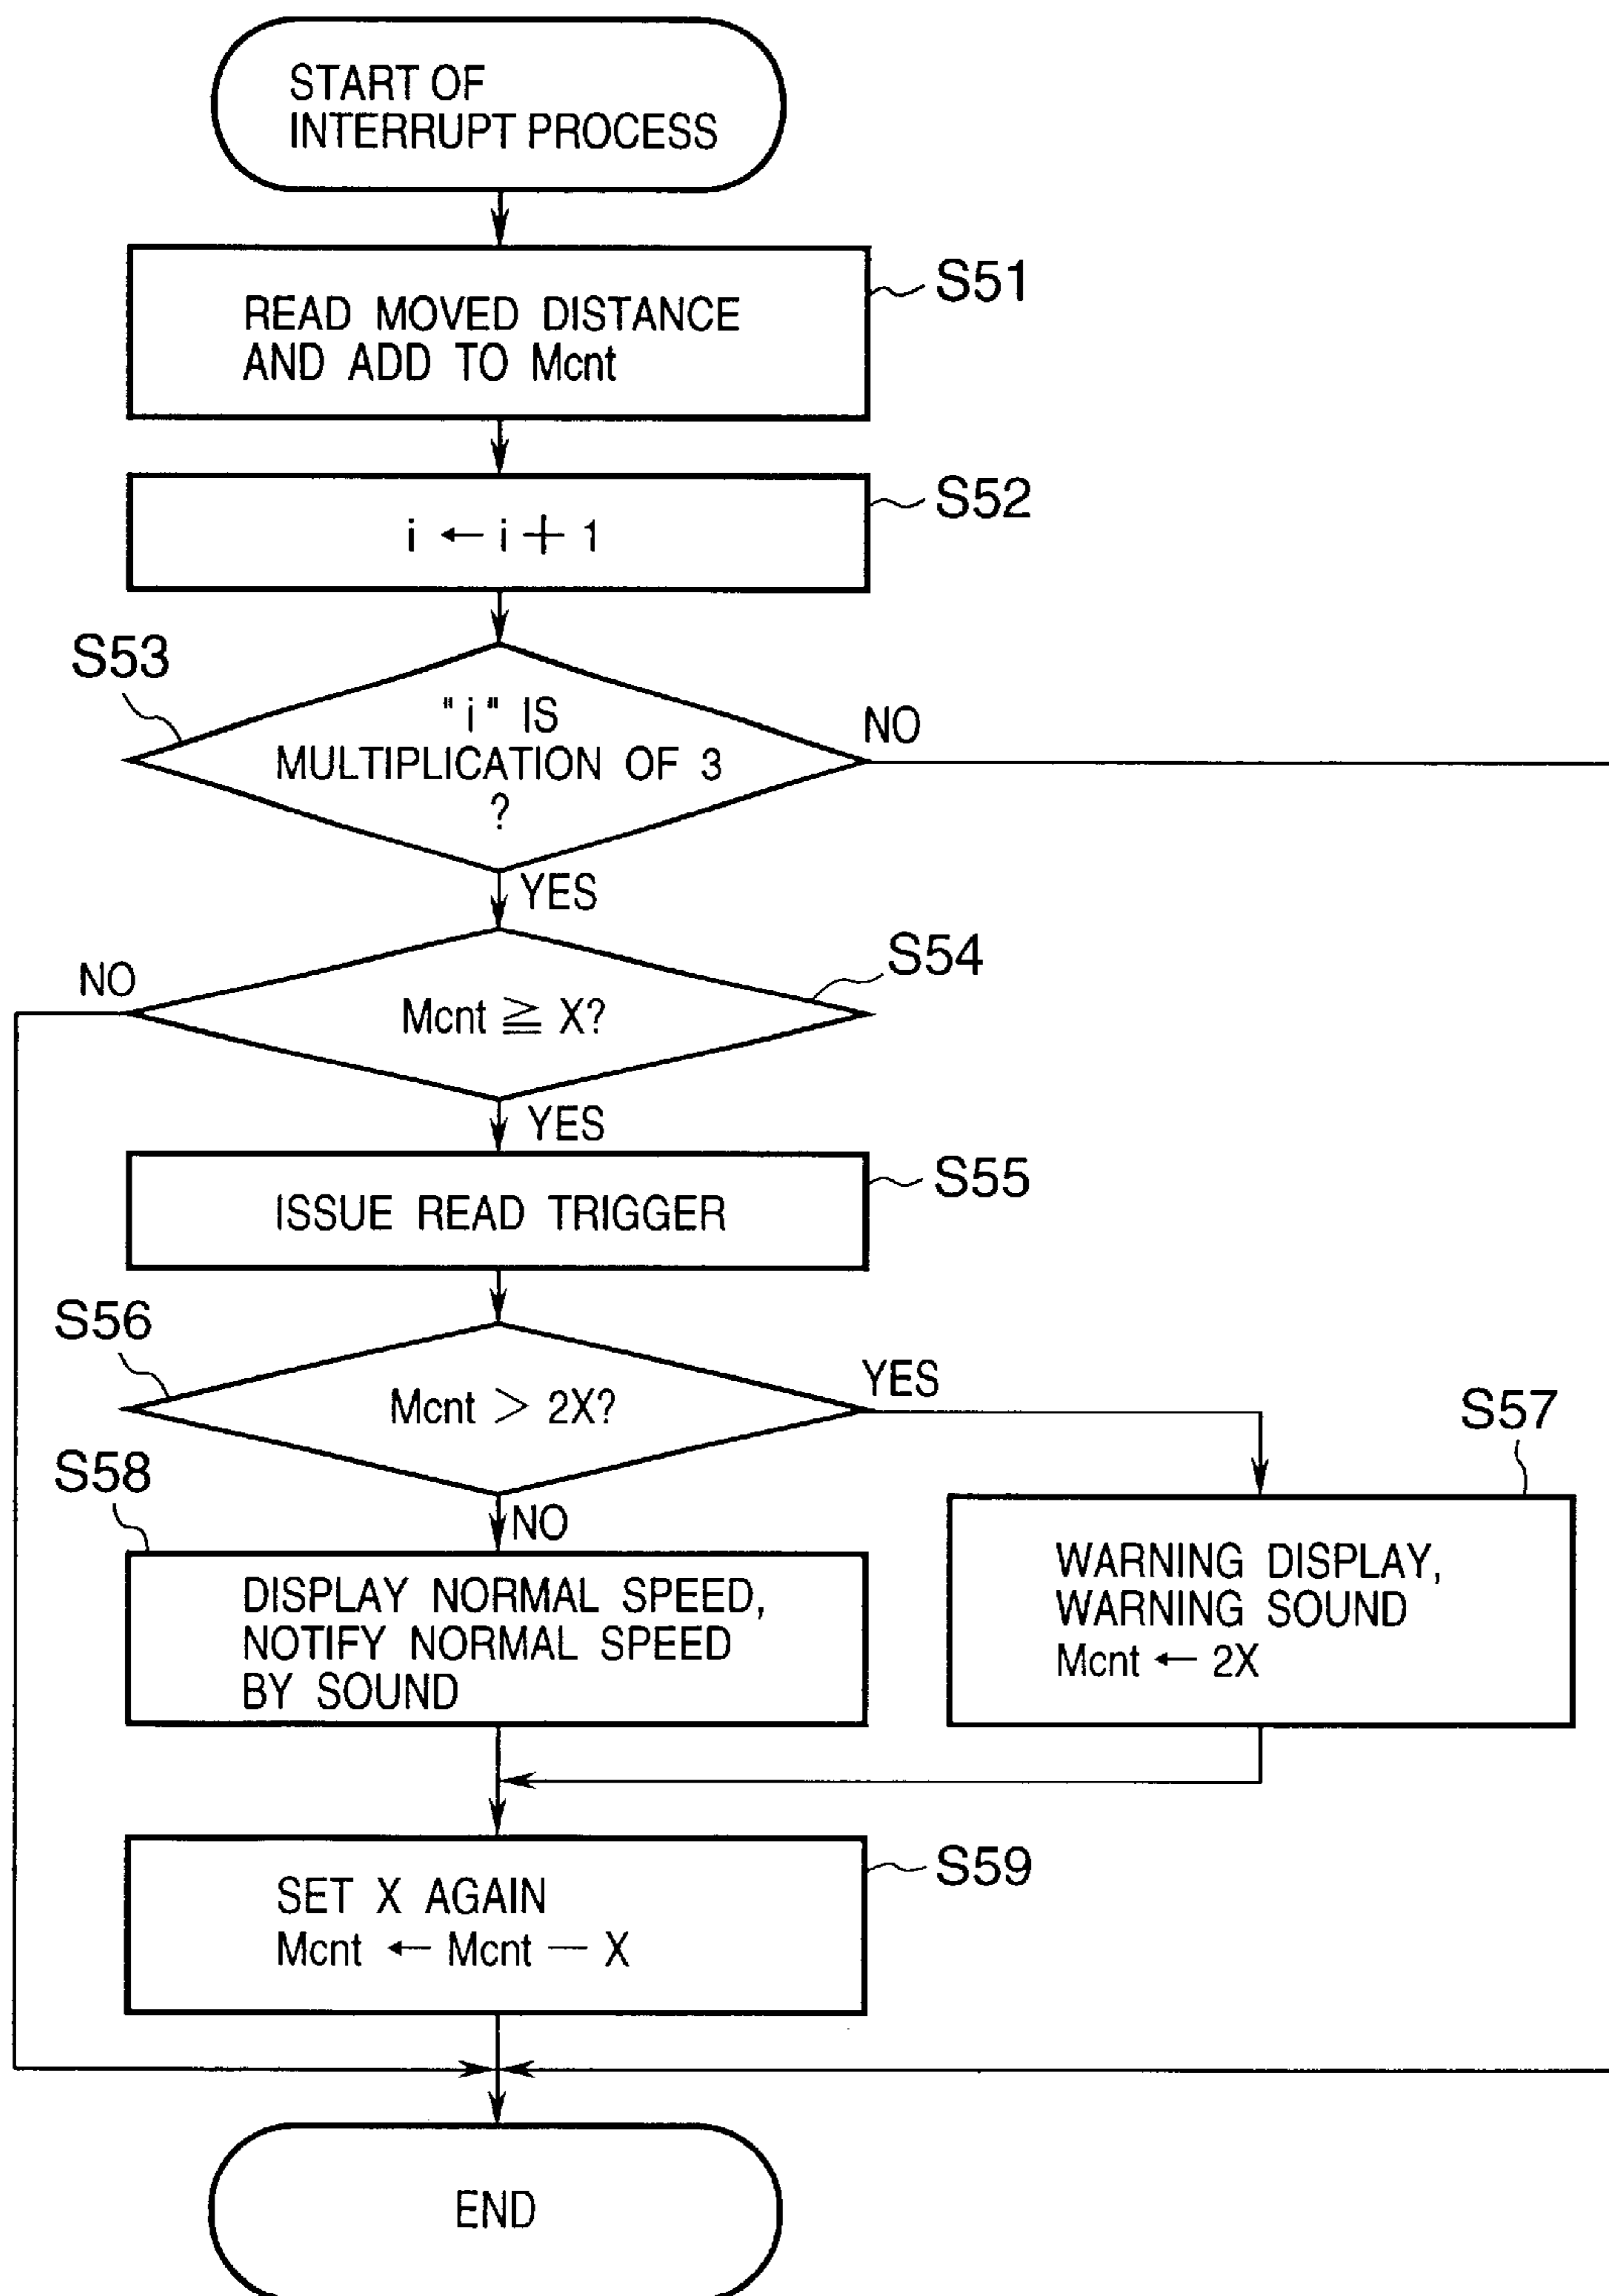 START OF
INTERRUPT PROCESS
S51
READ MOVED DISTANCE
AND ADD TO Mcnt
S52
i ← i + 1
S53
"i" IS
MULTIPLICATION OF 3
?
NO
YES
S54
NO
Mcnt ≧ X?
YES
S55
ISSUE READ TRIGGER
S56
Mcnt > 2X?
YES
S57
S58
NO
WARNING DISPLAY,
WARNING SOUND
Mcnt ← 2X
DISPLAY NORMAL SPEED,
NOTIFY NORMAL SPEED
BY SOUND
S59
SET X AGAIN
Mcnt ← Mcnt — X
END